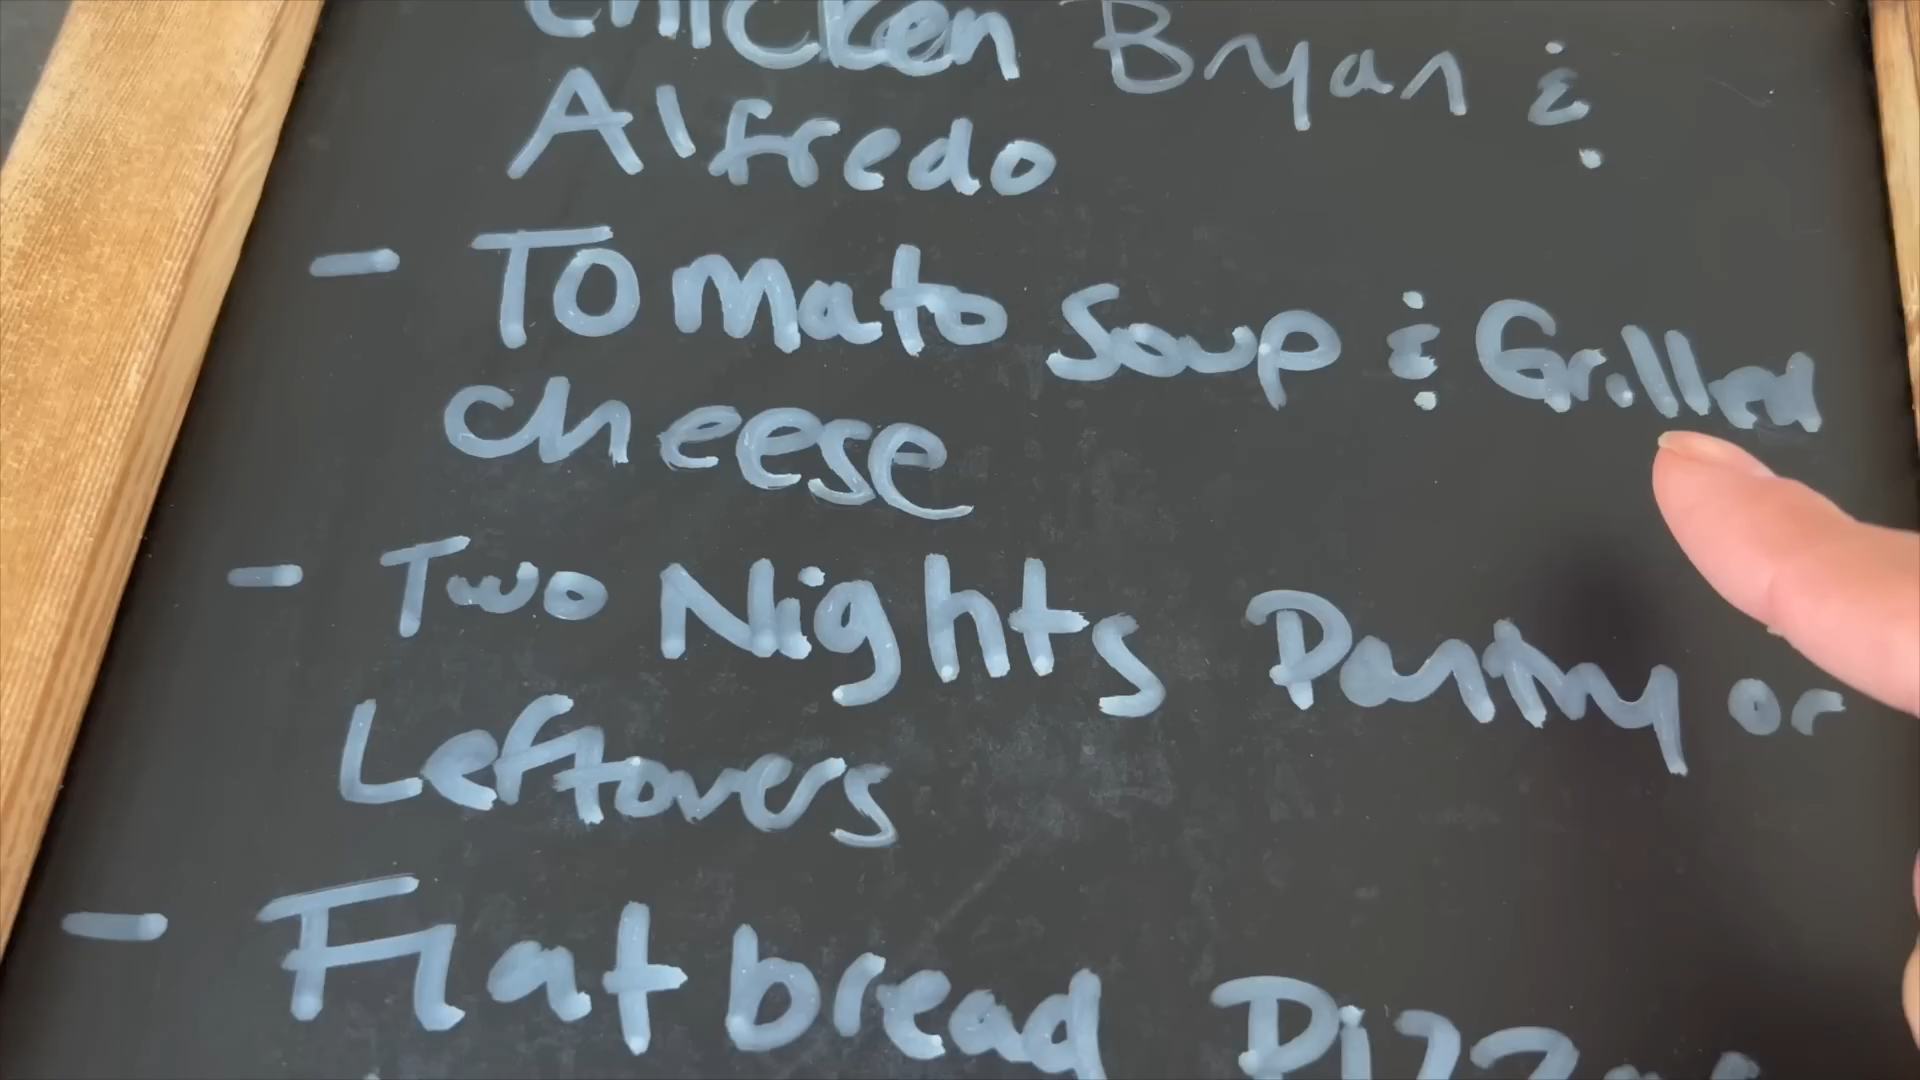 Chicken Bryan &
Alfredo
- Tomato Soup & Grilled
Cheese
- Two Nights Pantry or
Leftovers
- Flatbread Pizza